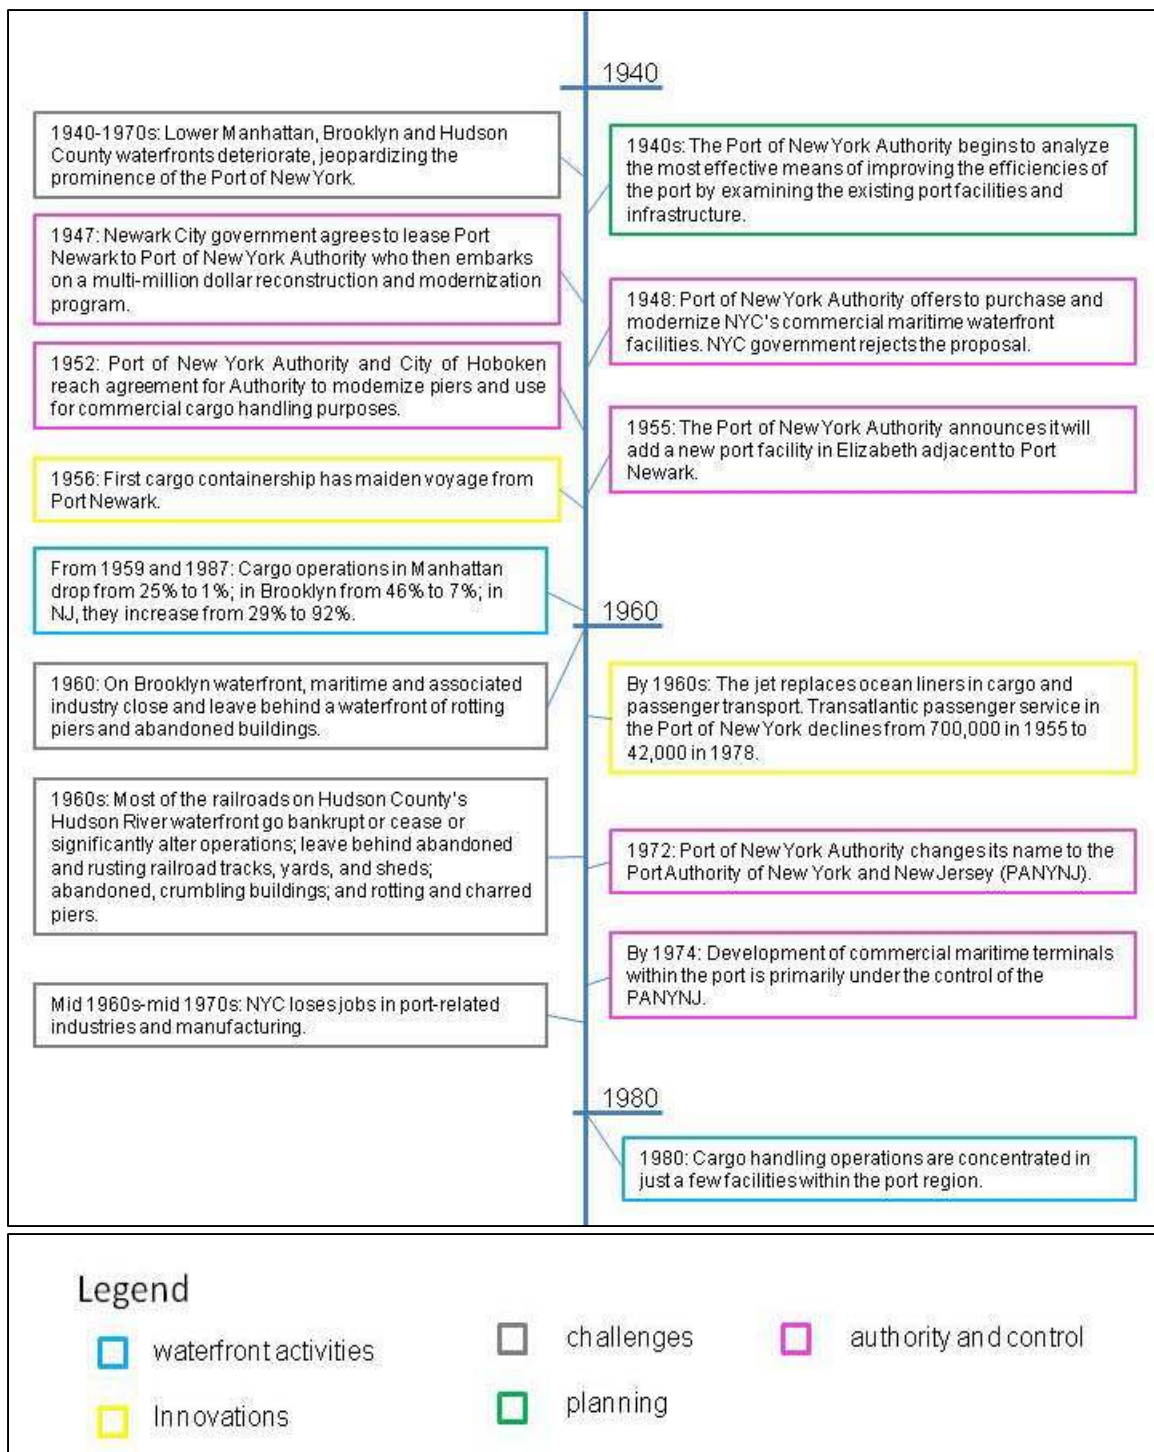 1940
1940-1970s: Lower Manhattan, Brooklyn and Hudson
County waterfronts deteriorate, jeopardizing the
prominence of the Port of New York.
1940s: The Port of New York Authority begins to analyze
the most effective means of improving the efficiencies of
the port by examining the existing port facilities and
infrastructure.
1947: Newark City government agrees to lease Port
Newark to Port of New York Authority who then embarks
on a multi-million dollar reconstruction and modernization
program.
1948: Port of New York Authority offers to purchase and
modernize NYC's commercial maritime waterfront
facilities. NYC government rejects the proposal.
1952: Port of New York Authority and City of Hoboken
reach agreement for Authority to modernize piers and use
for commercial cargo handling purposes.
1955: The Port of New York Authority announces it will
add a new port facility in Elizabeth adjacent to Port
Newark.
1956: First cargo containership has maiden voyage from
Port Newark.
From 1959 and 1987: Cargo operations in Manhattan
drop from 25% to 1%; in Brooklyn from 46% to 7%; in
NJ, they increase from 29% to 92%.
1960
1960: On Brooklyn waterfront, maritime and associated
industry close and leave behind a waterfront of rotting
piers and abandoned buildings.
By 1960s: The jet replaces ocean liners in cargo and
passenger transport. Transatlantic passenger service in
the Port of New York declines from 700,000 in 1955 to
42,000 in 1978.
1960s: Most of the railroads on Hudson County's
Hudson River waterfront go bankrupt or cease or
significantly alter operations; leave behind abandoned
and rusting railroad tracks, yards, and sheds;
abandoned, crumbling buildings; and rotting and charred
piers.
1972: Port of New York Authority changes its name to the
Port Authority of New York and New Jersey (PANYNJ).
By 1974: Development of commercial maritime terminals
within the port is primarily under the control of the
PANYNJ.
Mid 1960s-mid 1970s: NYC loses jobs in port-related
industries and manufacturing.
1980
1980: Cargo handling operations are concentrated in
just a few facilities within the port region.
Legend
waterfront activities
challenges
authority and control
Innovations
planning